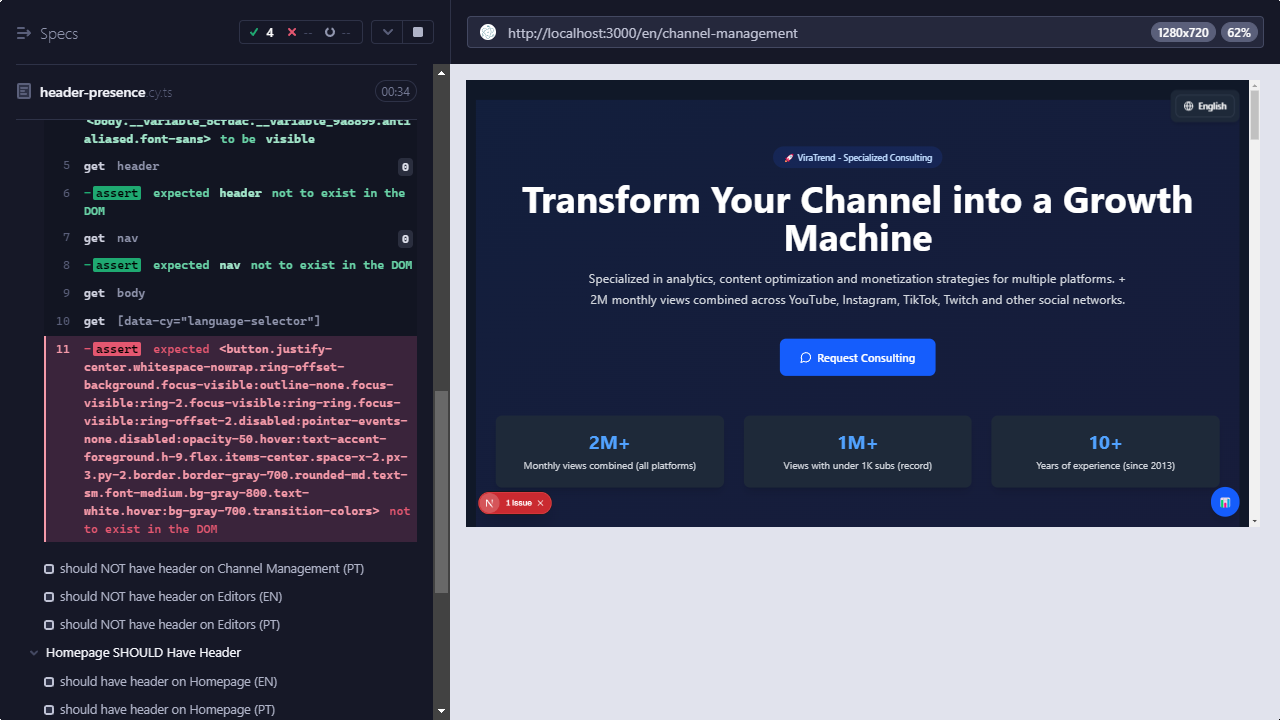 Specs
4
--
--
header-presence.cy.ts
00:34
aliased.font-sans> to be visible
5 get header 0
6 -assert expected header not to exist in the
DOM
7 get nav 0
8 -assert expected nav not to exist in the DOM
9 get body
10 get [data-cy="language-selector"]
11 -assert expected <button.justify-
center.whitespace-nowrap.ring-offset-
background.focus-visible:outline-none.focus-
visible:ring-2.focus-visible:ring-ring.focus-
visible:ring-offset-2.disabled:pointer-events-
none.disabled:opacity-50.hover:text-accent-
foreground.h-9.flex.items-center.space-x-2.px-
3.py-2.border.border-gray-700.rounded-md.text-
sm.font-medium.bg-gray-800.text-
white.hover:bg-gray-700.transition-colors> not
to exist in the DOM
should NOT have header on Channel Management (PT)
should NOT have header on Editors (EN)
should NOT have header on Editors (PT)
Homepage SHOULD Have Header
should have header on Homepage (EN)
should have header on Homepage (PT)
http://localhost:3000/en/channel-management
1280x720
62%
English
🚀 ViraTrend - Specialized Consulting
Transform Your Channel into a Growth
Machine
Specialized in analytics, content optimization and monetization strategies for multiple platforms. +
2M monthly views combined across YouTube, Instagram, TikTok, Twitch and other social networks.
Request Consulting
2M+
Monthly views combined (all platforms)
1M+
Views with under 1K subs (record)
10+
Years of experience (since 2013)
N 1 Issue ×